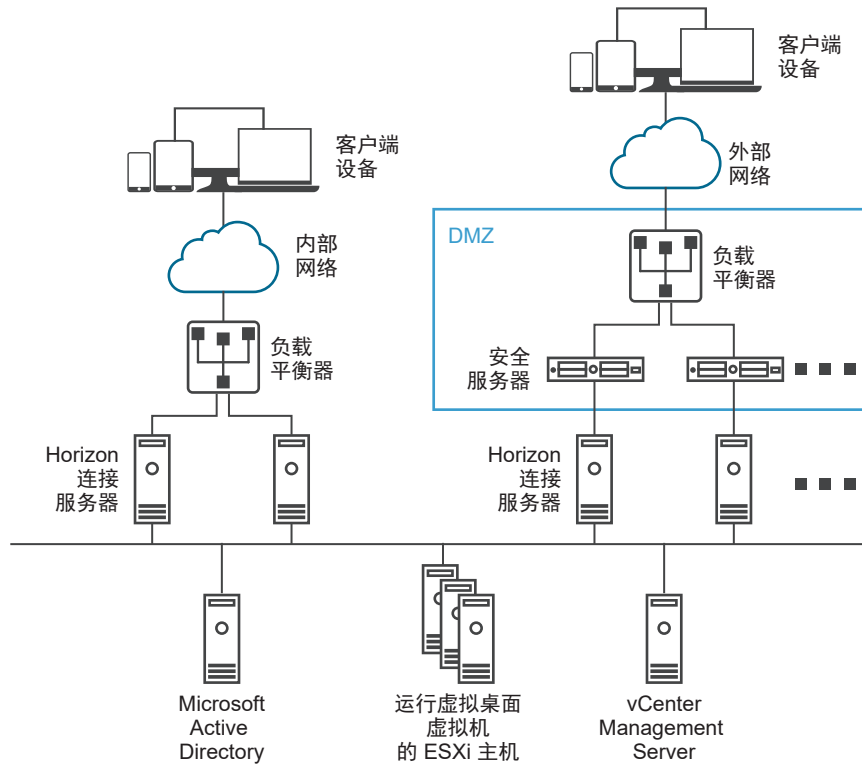 客户端
设备
外部
网络
DMZ
负载
平衡器
安全
服务器
Horizon
连接
服务器
客户端
设备
内部
网络
负载
平衡器
Horizon
连接
服务器
Microsoft
Active
Directory
运行虚拟桌面
虚拟机
的 ESXi 主机
vCenter
Management
Server